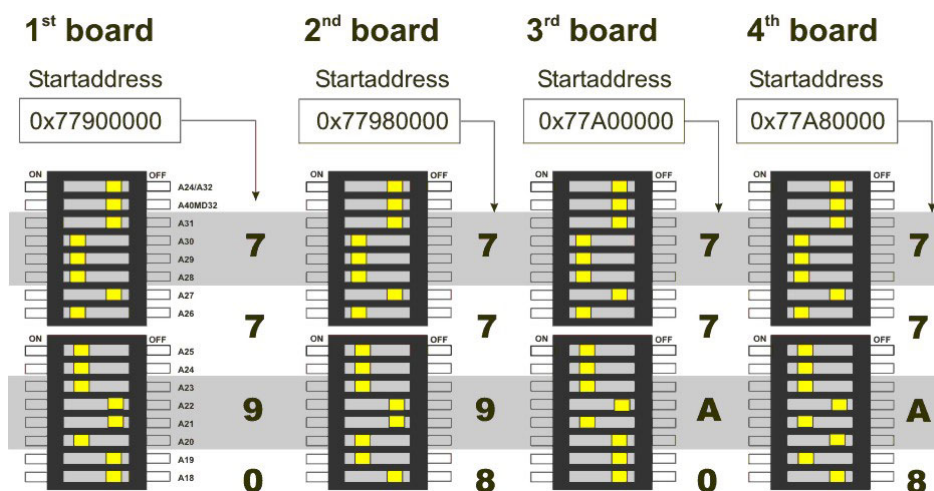 1st board 2nd board 3rd board 4th board
Startaddress Startaddress Startaddress Startaddress
0x77900000 0x77980000 0x77A00000 0x77A80000
ON OFF ON OFF ON OFF ON OFF
A24/A32
A40MD32
A31
A30 7 7 7 7
A29
A28
A27
A26 7 7 7 7
ON OFF ON OFF ON OFF ON OFF
A25
A24
A23
A22 9 9 A A
A21
A20
A19
A18 0 8 0 8